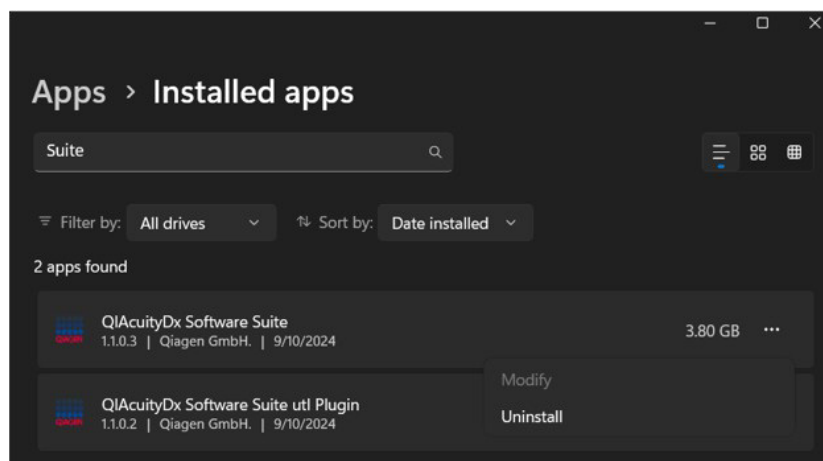 Apps > Installed apps
Suite
Filter by: All drives Sort by: Date installed
2 apps found
QIAcuityDx Software Suite
1.1.0.3 | Qiagen GmbH. | 9/10/2024
3.80 GB
Modify
QIAcuityDx Software Suite utl Plugin
1.1.0.2 | Qiagen GmbH. | 9/10/2024
Uninstall